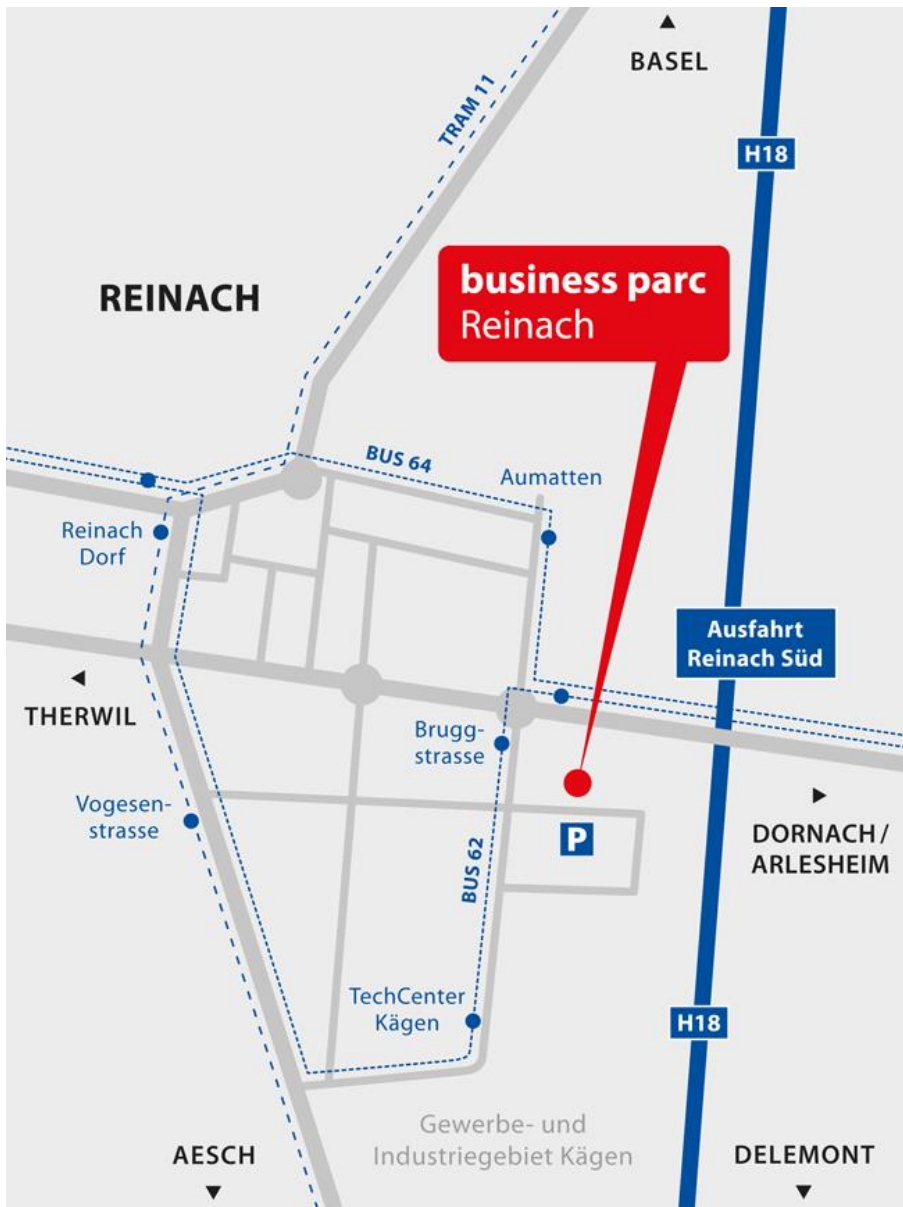 BASEL
TRAM 11
H18
business parc
Reinach
REINACH
BUS 64
Aumatten
Reinach
Dorf
Ausfahrt
Reinach Süd
THERWIL
Brugg-
strasse
Vogesen-
strasse
P
DORNACH /
ARLESHEIM
BUS 62
TechCenter
Kägen
H18
Gewerbe- und
Industriegebiet Kägen
AESCH
DELEMONT